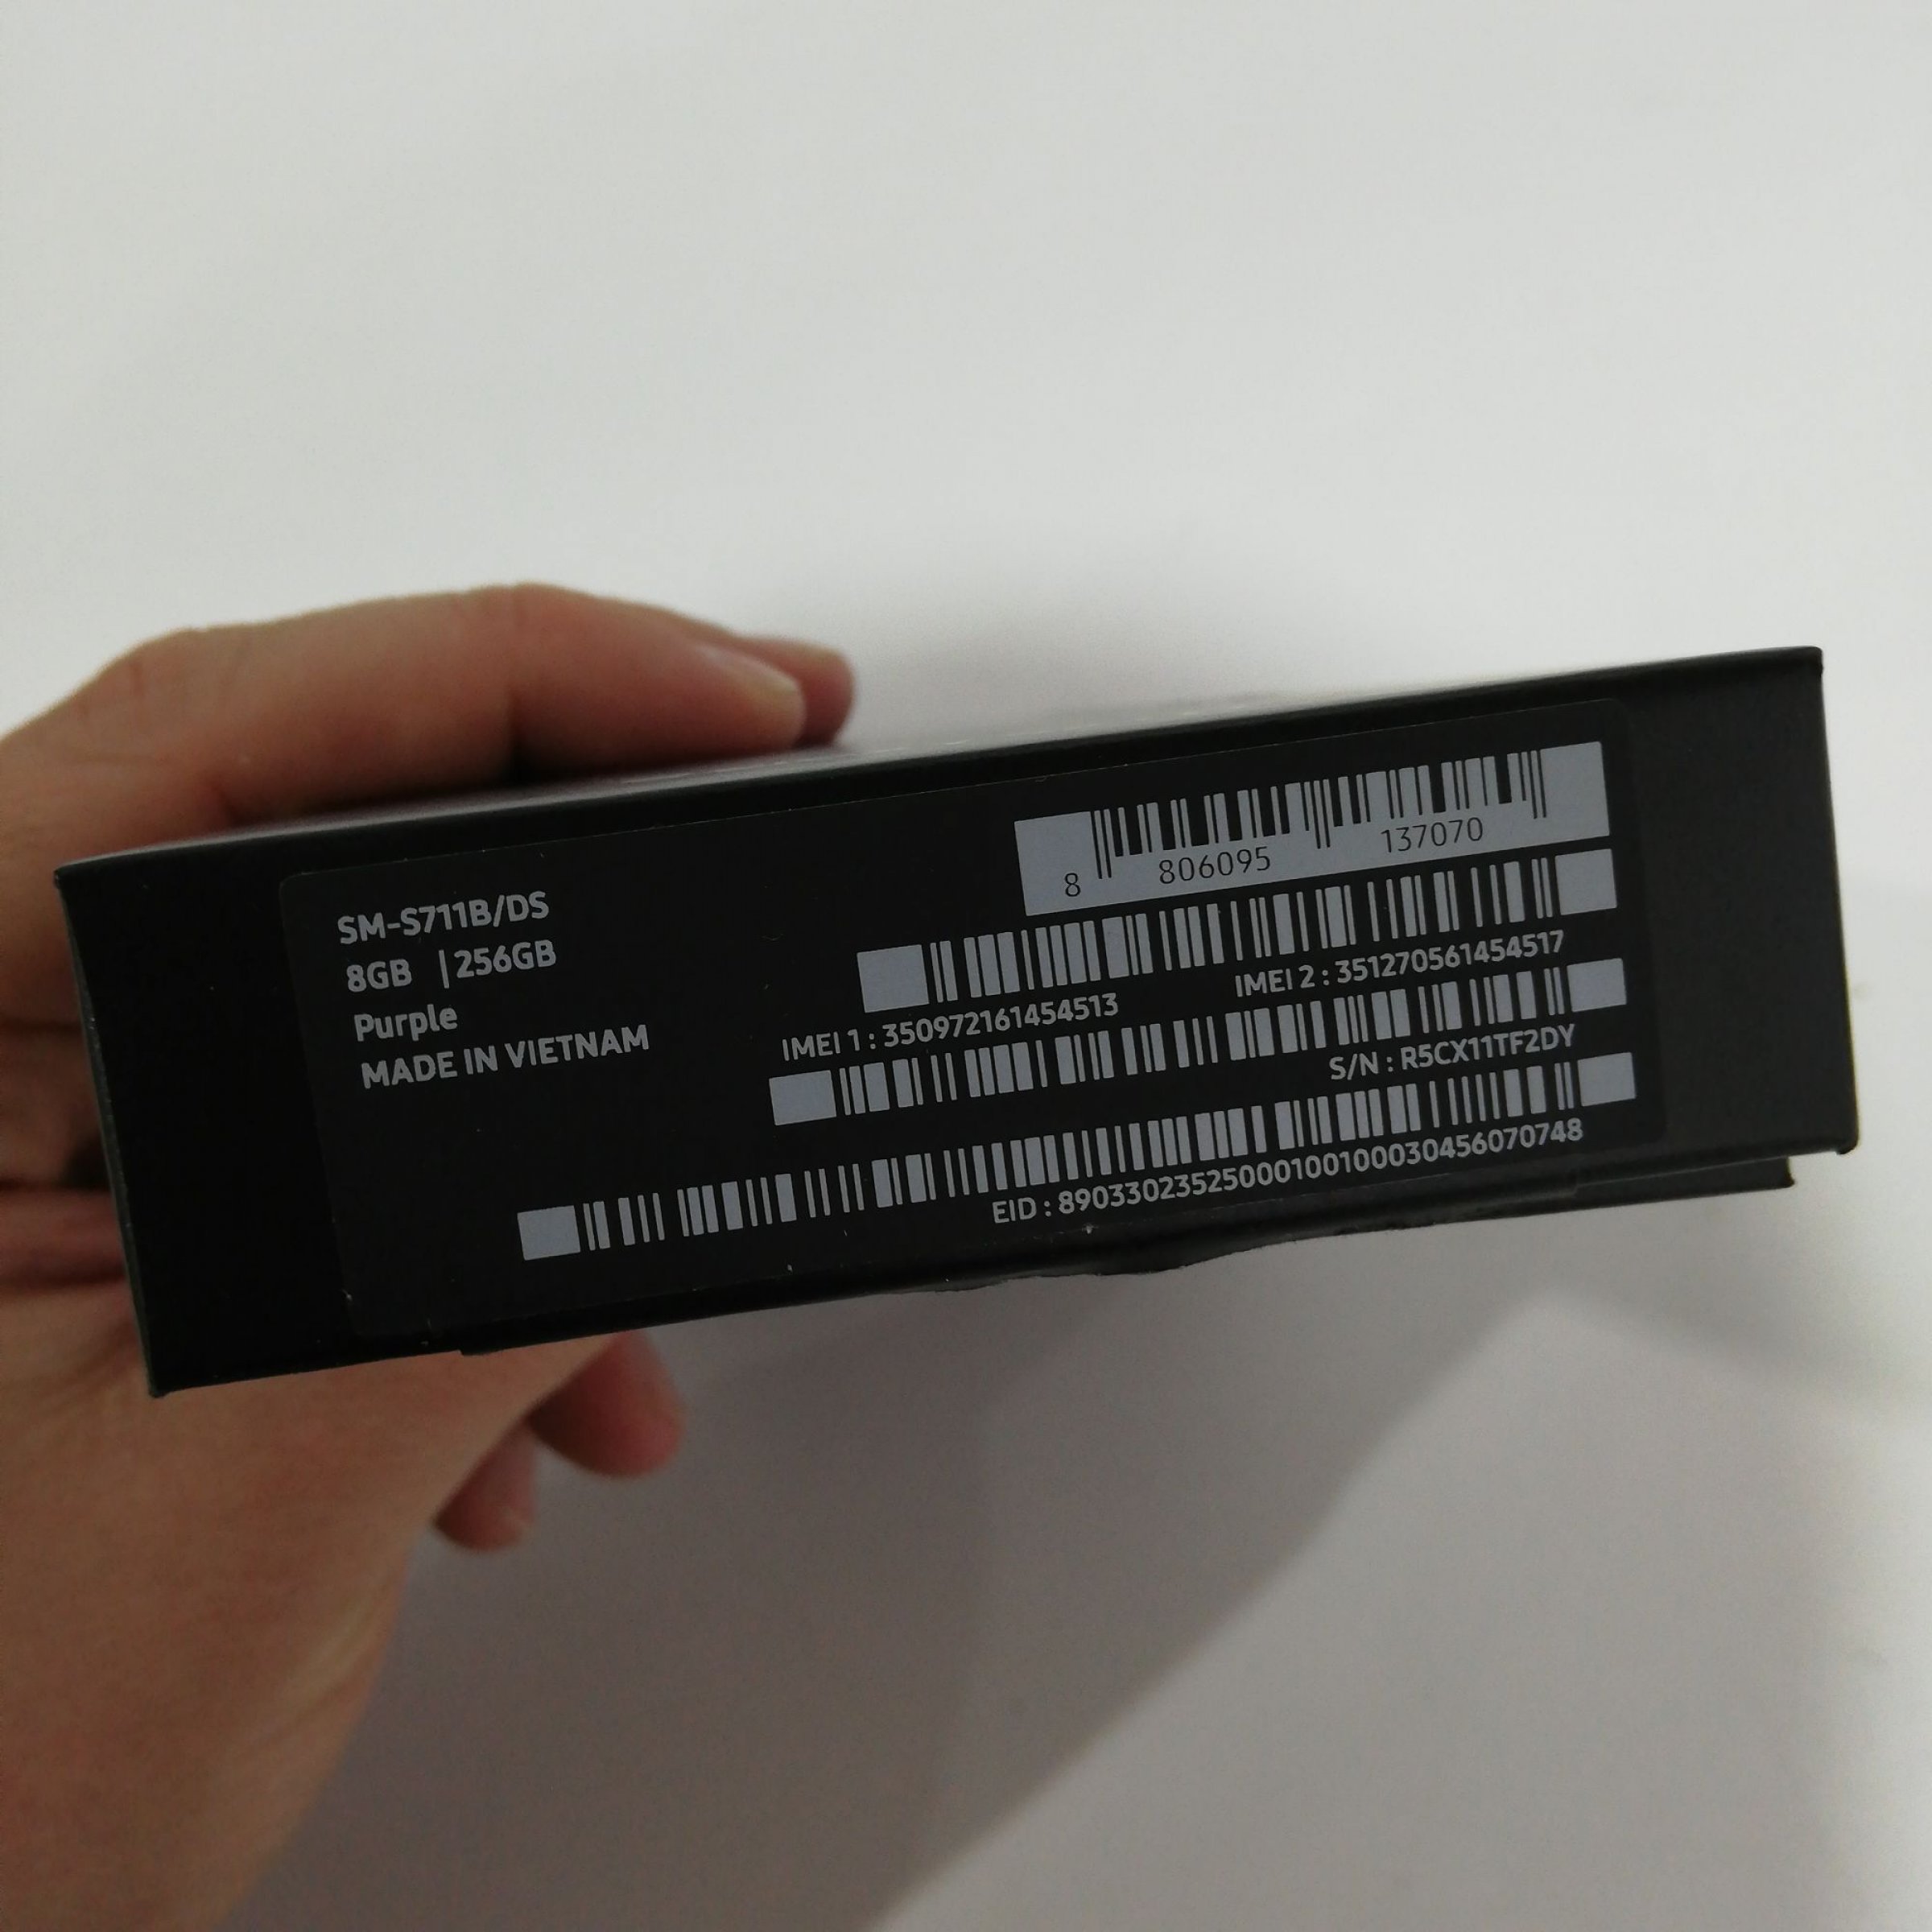 SM-S711B/DS
8GB |256GB
Purple
MADE IN VIETNAM
8 806095 137070
IMEI 1 : 350972161454513
IMEI 2 : 351270561454517
S/N : R5CX11TF2DY
EID : 89033023525000100100030456070748